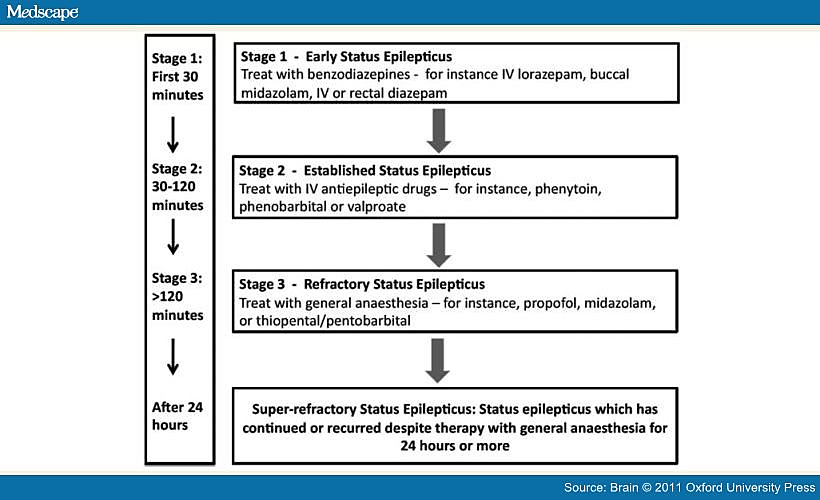 Medscape
Stage 1:
First 30
minutes
Stage 1 - Early Status Epilepticus
Treat with benzodiazepines - for instance IV lorazepam, buccal
midazolam, IV or rectal diazepam
Stage 2:
30-120
minutes
Stage 2 - Established Status Epilepticus
Treat with IV antiepileptic drugs – for instance, phenytoin,
phenobarbital or valproate
Stage 3:
>120
minutes
Stage 3 - Refractory Status Epilepticus
Treat with general anaesthesia – for instance, propofol, midazolam,
or thiopental/pentobarbital
After 24
hours
Super-refractory Status Epilepticus: Status epilepticus which has
continued or recurred despite therapy with general anaesthesia for
24 hours or more
Source: Brain © 2011 Oxford University Press